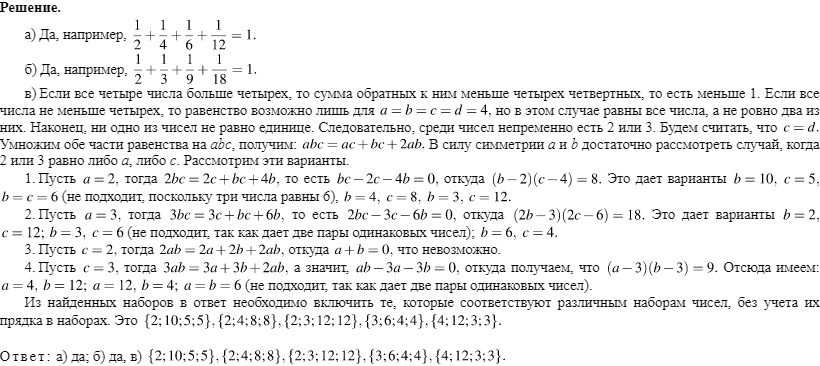 Решение.
а) Да, например, 1/2 + 1/4 + 1/6 + 1/12 = 1.
б) Да, например, 1/2 + 1/3 + 1/9 + 1/18 = 1.
в) Если все четыре числа больше четырех, то сумма обратных к ним меньше четырех четвертных, то есть меньше 1. Если все
числа не меньше четырех, то равенство возможно лишь для a = b = c = d = 4, но в этом случае равны все числа, а не ровно два из
них. Наконец, ни одно из чисел не равно единице. Следовательно, среди чисел непременно есть 2 или 3. Будем считать, что c = d.
Умножим обе части равенства на abc, получим: abc = ac + bc + 2ab. В силу симметрии a и b достаточно рассмотреть случай, когда
2 или 3 равно либо a, либо c. Рассмотрим эти варианты.
1. Пусть a = 2, тогда 2bc = 2c + bc + 4b, то есть bc − 2c − 4b = 0, откуда (b − 2)(c − 4) = 8. Это дает варианты b = 10, c = 5,
b = c = 6 (не подходит, поскольку три числа равны 6), b = 4, c = 8, b = 3, c = 12.
2. Пусть a = 3, тогда 3bc = 3c + bc + 6b, то есть 2bc − 3c − 6b = 0, откуда (2b − 3)(2c − 6) = 18. Это дает варианты b = 2,
c = 12; b = 3, c = 6 (не подходит, так как дает две пары одинаковых чисел); b = 6, c = 4.
3. Пусть c = 2, тогда 2ab = 2a + 2b + 2ab, откуда a + b = 0, что невозможно.
4. Пусть c = 3, тогда 3ab = 3a + 3b + 2ab, а значит, ab − 3a − 3b = 0, откуда получаем, что (a − 3)(b − 3) = 9. Отсюда имеем:
a = 4, b = 12; a = 12, b = 4; a = b = 6 (не подходит, так как дает две пары одинаковых чисел).
Из найденных наборов в ответ необходимо включить те, которые соответствуют различным наборам чисел, без учета их
прядка в наборах. Это {2; 10; 5; 5}, {2; 4; 8; 8}, {2; 3; 12; 12}, {3; 6; 4; 4}, {4; 12; 3; 3}.
Ответ: а) да; б) да, в) {2; 10; 5; 5}, {2; 4; 8; 8}, {2; 3; 12; 12}, {3; 6; 4; 4}, {4; 12; 3; 3}.